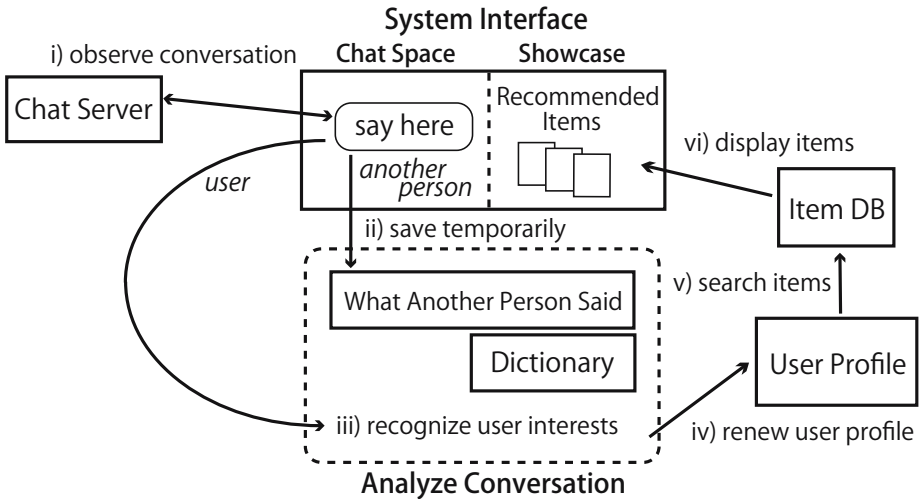 System Interface
i) observe conversation
Chat Space
Showcase
Chat Server
say here
Recommended
Items
user
another
person
vi) display items
Item DB
ii) save temporarily
What Another Person Said
v) search items
Dictionary
User Profile
iii) recognize user interests
iv) renew user profile
Analyze Conversation